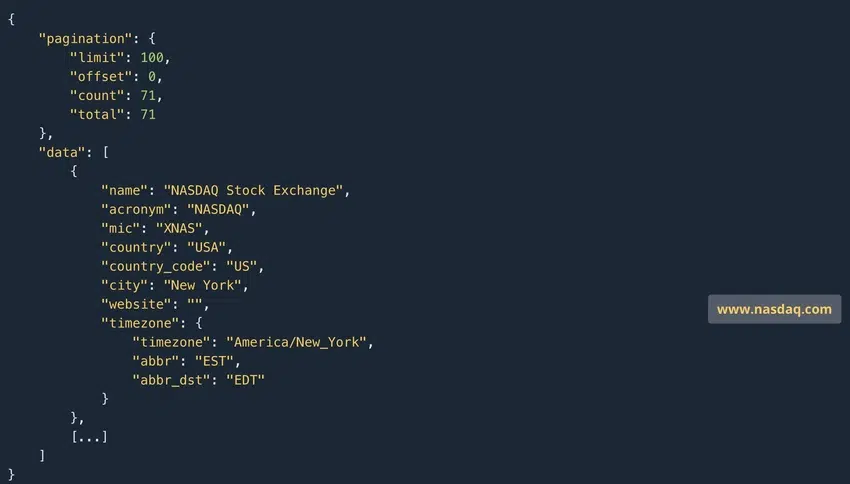 {
    "pagination": {
        "limit": 100,
        "offset": 0,
        "count": 71,
        "total": 71
    },
    "data": [
        {
            "name": "NASDAQ Stock Exchange",
            "acronym": "NASDAQ",
            "mic": "XNAS",
            "country": "USA",
            "country_code": "US",
            "city": "New York",
            "website": "",
www.nasdaq.com
            "timezone": {
                "timezone": "America/New_York",
                "abbr": "EST",
                "abbr_dst": "EDT"
            }
        },
        [...]
    ]
}